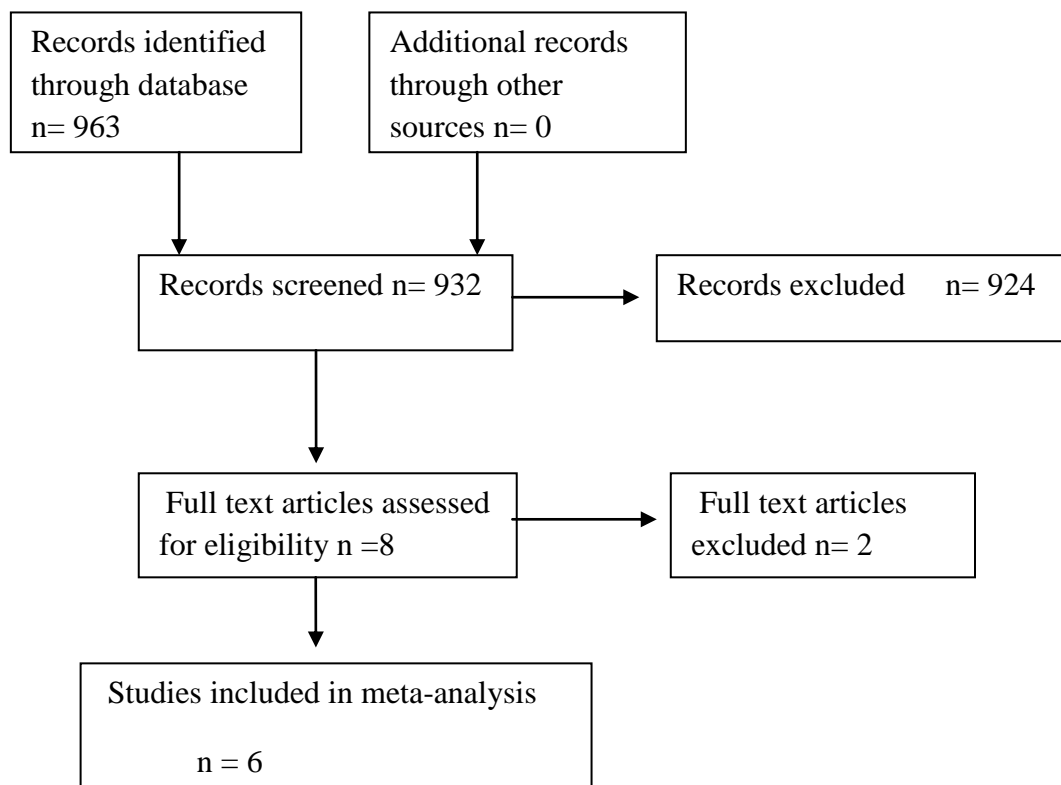 Records identified
through database
n= 963
Additional records
through other
sources n= 0
Records screened n= 932
Records excluded n= 924
Full text articles assessed
for eligibility n =8
Full text articles
excluded n= 2
Studies included in meta-analysis
n = 6